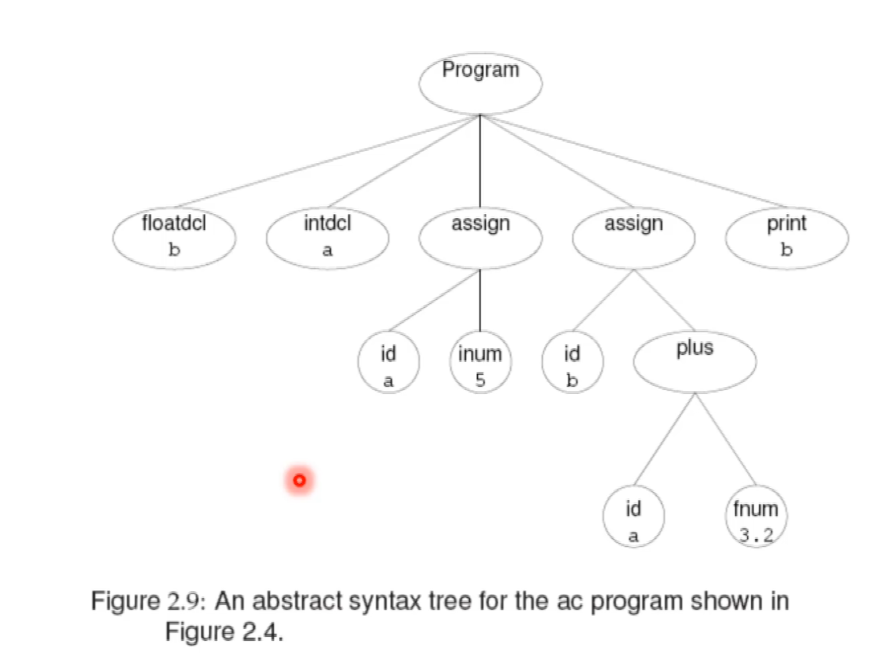 Program
floatdcl intdcl assign assign print
b a b
id inum id plus
a 5 b
id fnum
a 3.2
Figure 2.9: An abstract syntax tree for the ac program shown in
Figure 2.4.